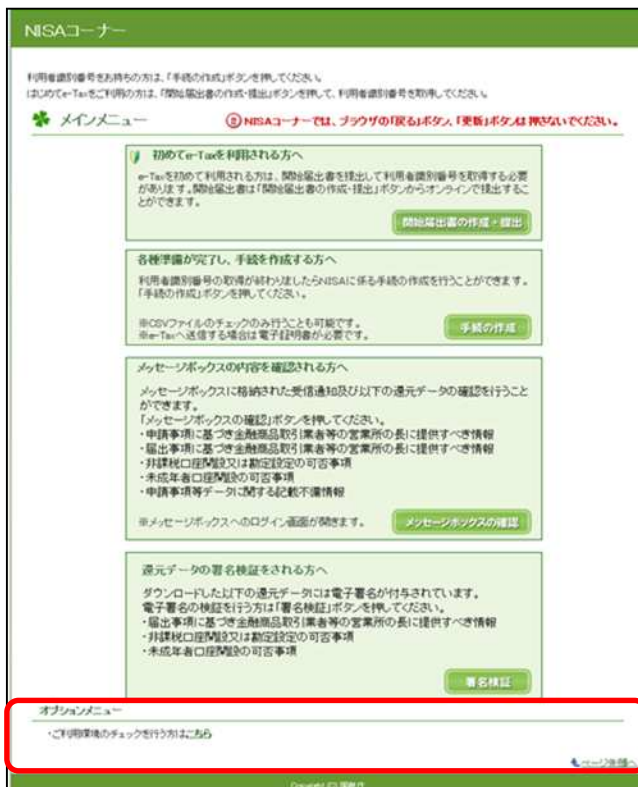 NISAコーナー
利用者識別番号をお持ちの方は、「手続の作成」ボタンを押してください。
はじめてe-Taxをご利用の方は、「開始届出書の作成・提出」ボタンを押して、利用者識別番号を取得してください。
メインメニュー
NISAコーナーでは、ブラウザの「戻る」ボタン、「更新」ボタンは押さないでください。
初めてe-Taxを利用される方へ
e-Taxを初めて利用される方は、開始届出書を提出して利用者識別番号を取得する必要
があります。開始届出書は「開始届出書の作成・提出」ボタンからオンラインで提出するこ
とができます。
開始届出書の作成・提出
各種準備が完了し、手続を作成する方へ
利用者識別番号の取得が終わりましたらNISAに係る手続の作成を行うことができます。
「手続の作成」ボタンを押してください。
※CSVファイルのチェックのみ行うことも可能です。
※e-Taxへ送信する場合は電子証明書が必要です。
手続の作成
メッセージボックスの内容を確認される方へ
メッセージボックスに格納された受信通知及び以下の還元データの確認を行うこと
ができます。
「メッセージボックスの確認」ボタンを押してください。
・申請事項に基づき金融商品取引業者等の営業所の長に提供すべき情報
・届出事項に基づき金融商品取引業者等の営業所の長に提供すべき情報
・非課税口座開設又は勘定設定の可否事項
・未成年者口座開設の可否事項
・申請事項等データに関する記載不備情報
※メッセージボックスへのログイン画面が開きます。
メッセージボックスの確認
還元データの署名検証をされる方へ
ダウンロードした以下の還元データには電子署名が付与されています。
電子署名の検証を行う方は「署名検証」ボタンを押してください。
・届出事項に基づき金融商品取引業者等の営業所の長に提供すべき情報
・非課税口座開設又は勘定設定の可否事項
・未成年者口座開設の可否事項
署名検証
オプションメニュー
・ご利用環境のチェックを行う方はこちら
ページ先頭へ
Copyright (C) 国税庁